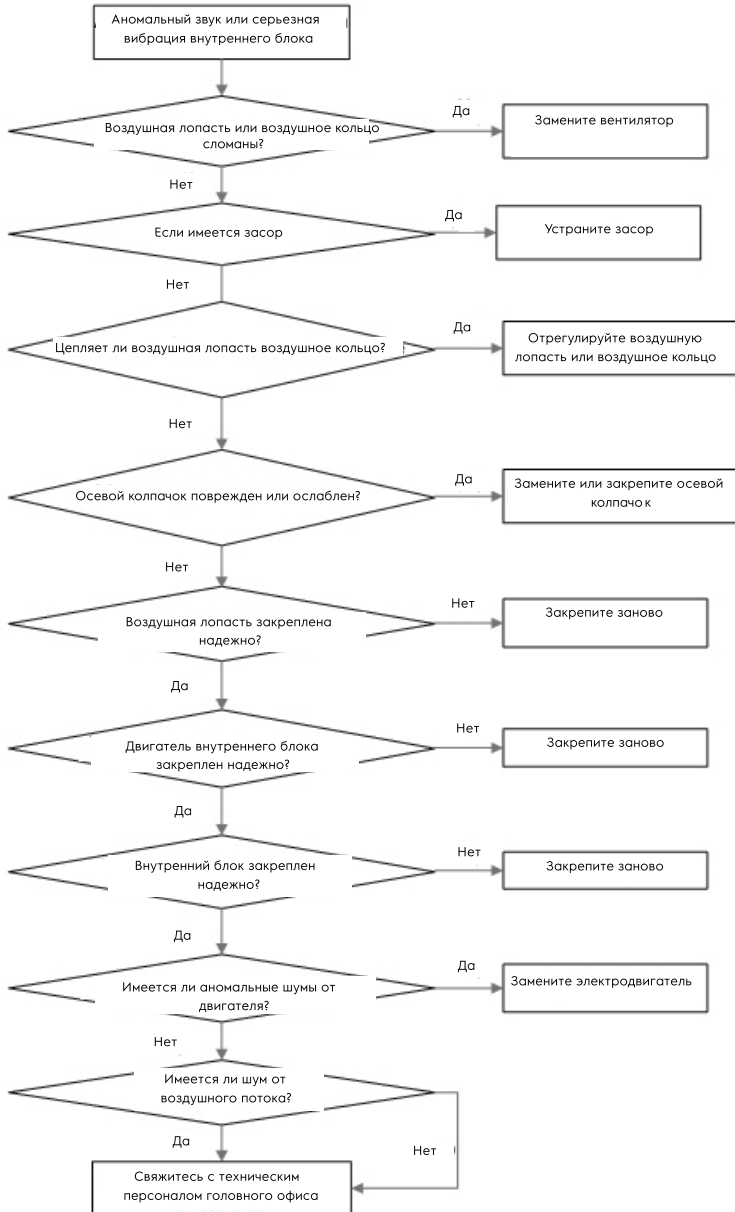 Аномальный звук или серьезная
вибрация внутреннего блока
Воздушная лопасть или воздушное кольцо
сломаны?
Да
Замените вентилятор
Нет
Если имеется засор
Да
Устраните засор
Нет
Цепляет ли воздушная лопасть воздушное кольцо?
Да
Отрегулируйте воздушную
лопасть или воздушное кольцо
Нет
Осевой колпачок поврежден или ослаблен?
Да
Замените или закрепите осевой
колпачок
Нет
Воздушная лопасть закреплена
надежно?
Нет
Закрепите заново
Да
Двигатель внутреннего блока
закреплен надежно?
Нет
Закрепите заново
Да
Внутренний блок закреплен
надежно?
Нет
Закрепите заново
Да
Имеется ли аномальные шумы от
двигателя?
Да
Замените электродвигатель
Нет
Имеется ли шум от
воздушного потока?
Да
Нет
Свяжитесь с техническим
персоналом головного офиса